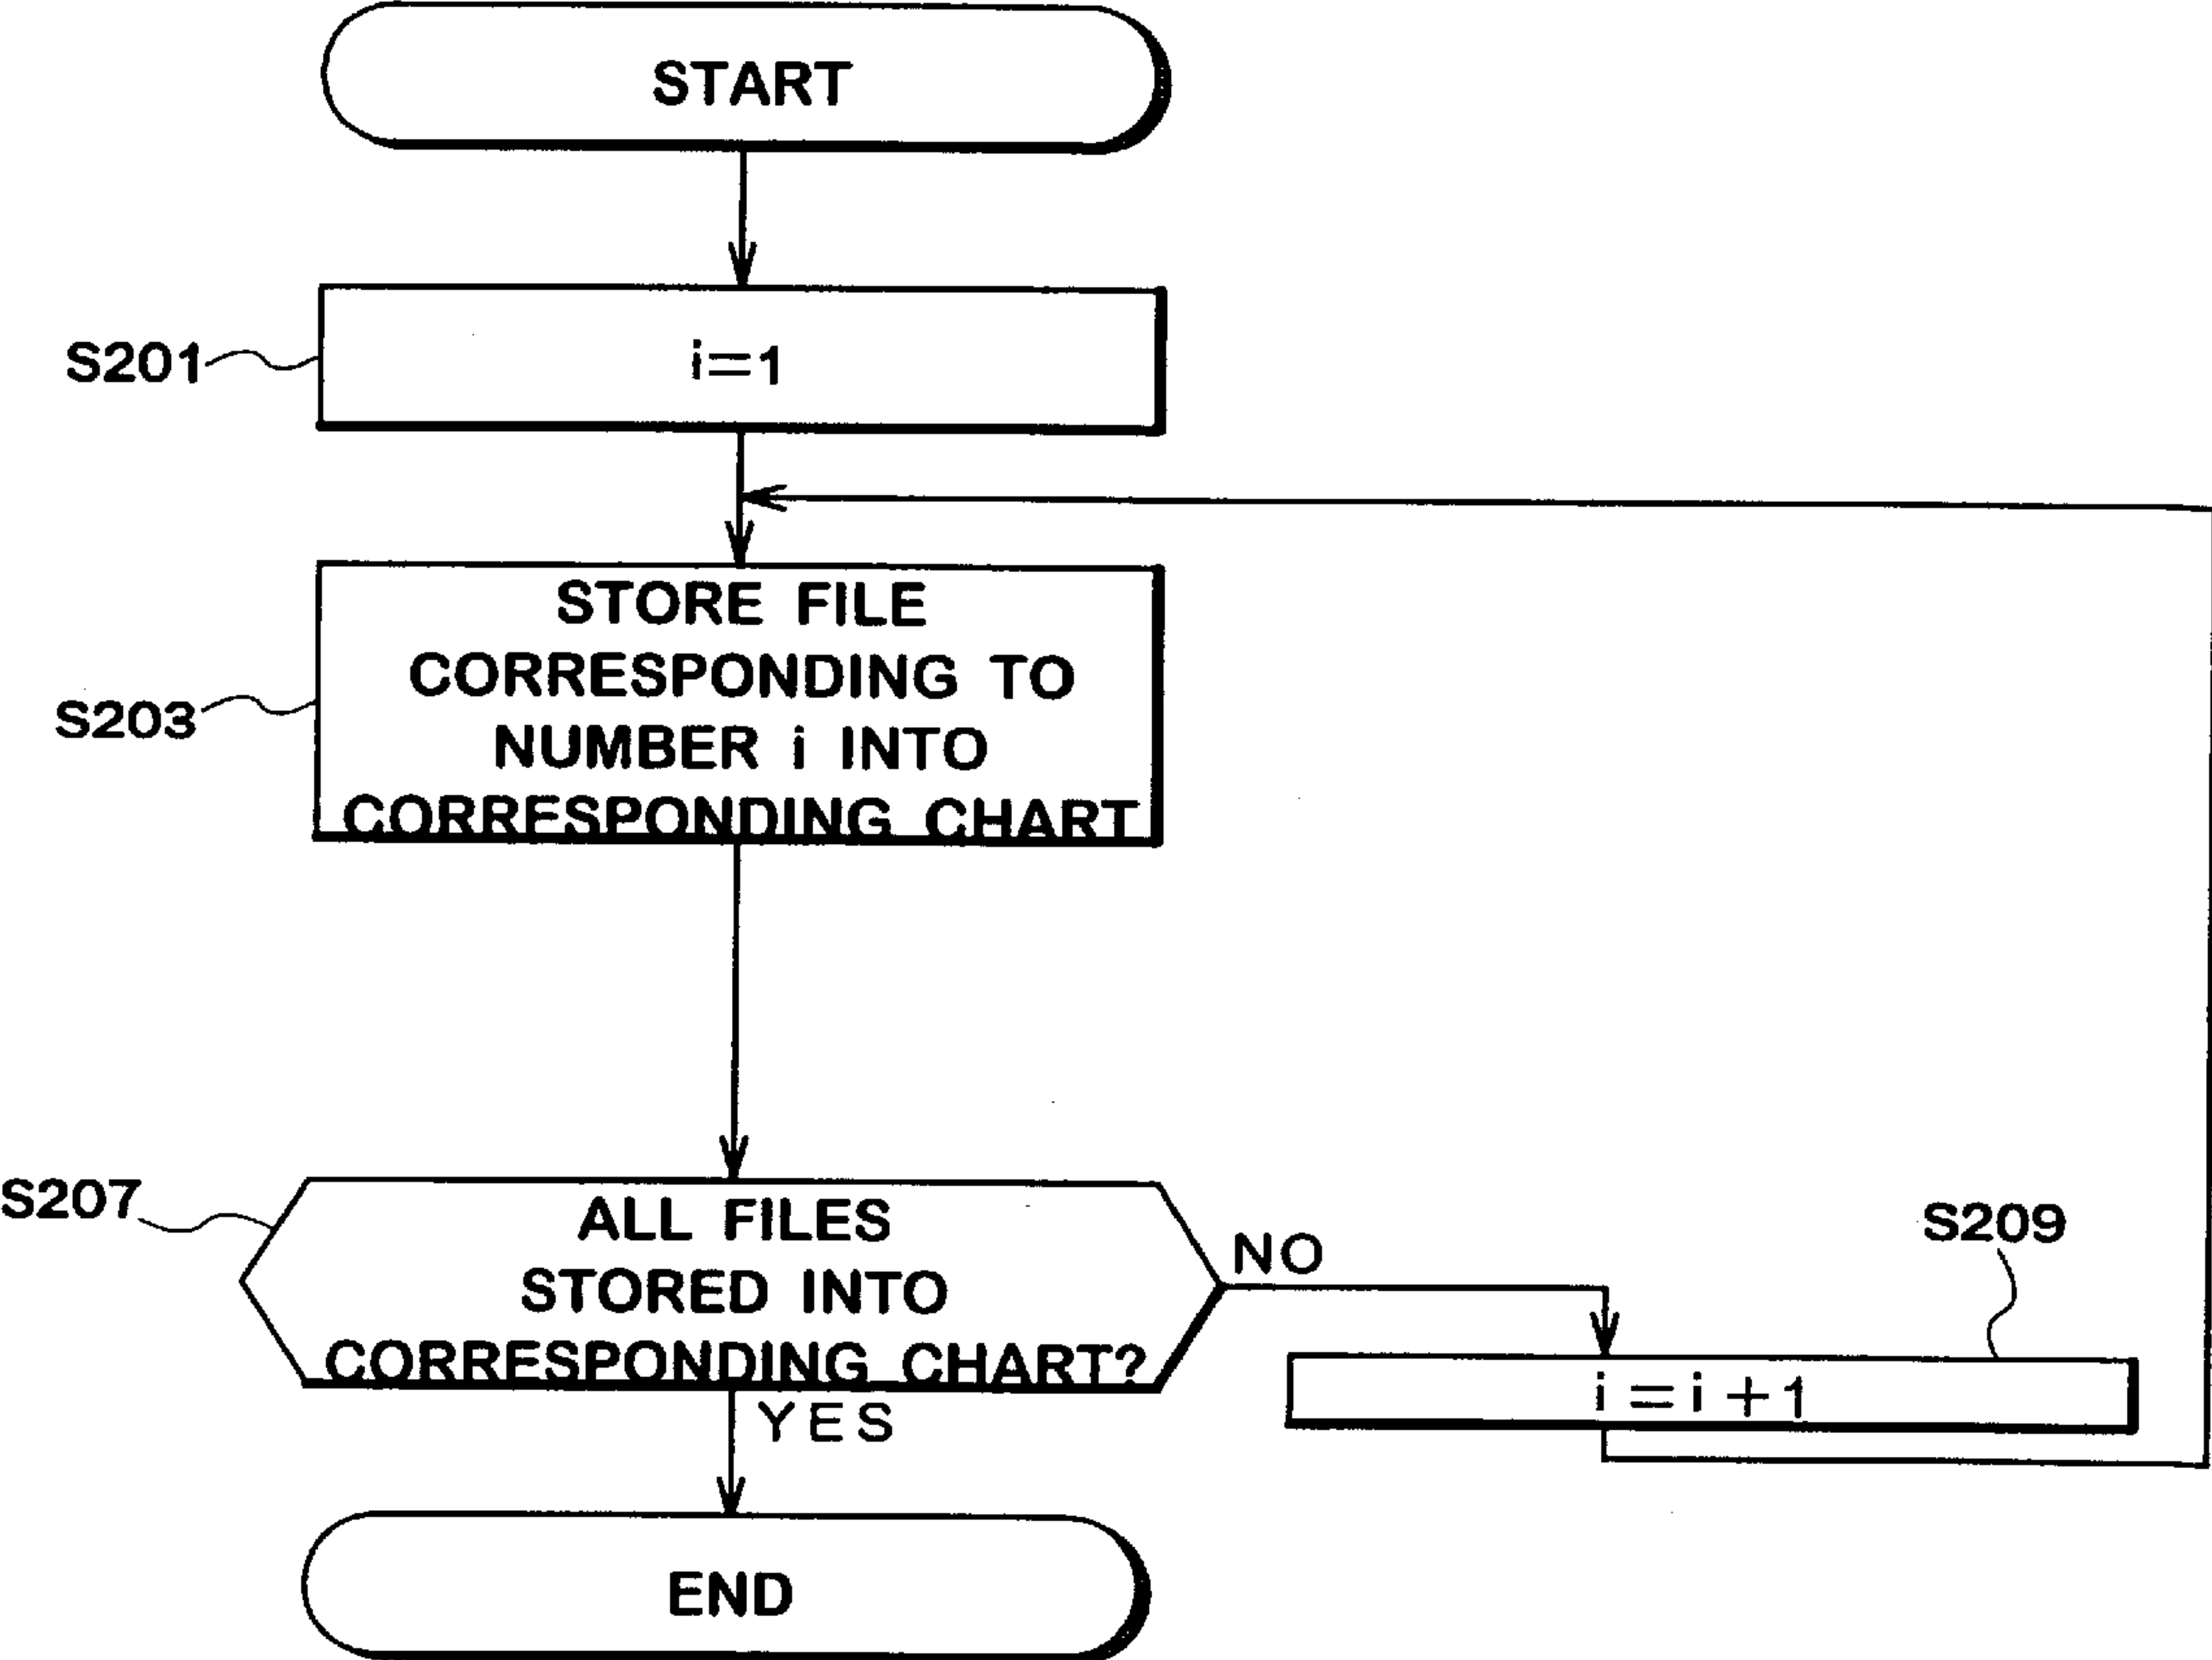 START
S201
i=1
STORE FILE
CORRESPONDING TO
S203
NUMBER i INTO
CORRESPONDING CHART
S207
ALL FILES
STORED INTO
CORRESPONDING CHART?
NO
S209
i=i+1
YES
END